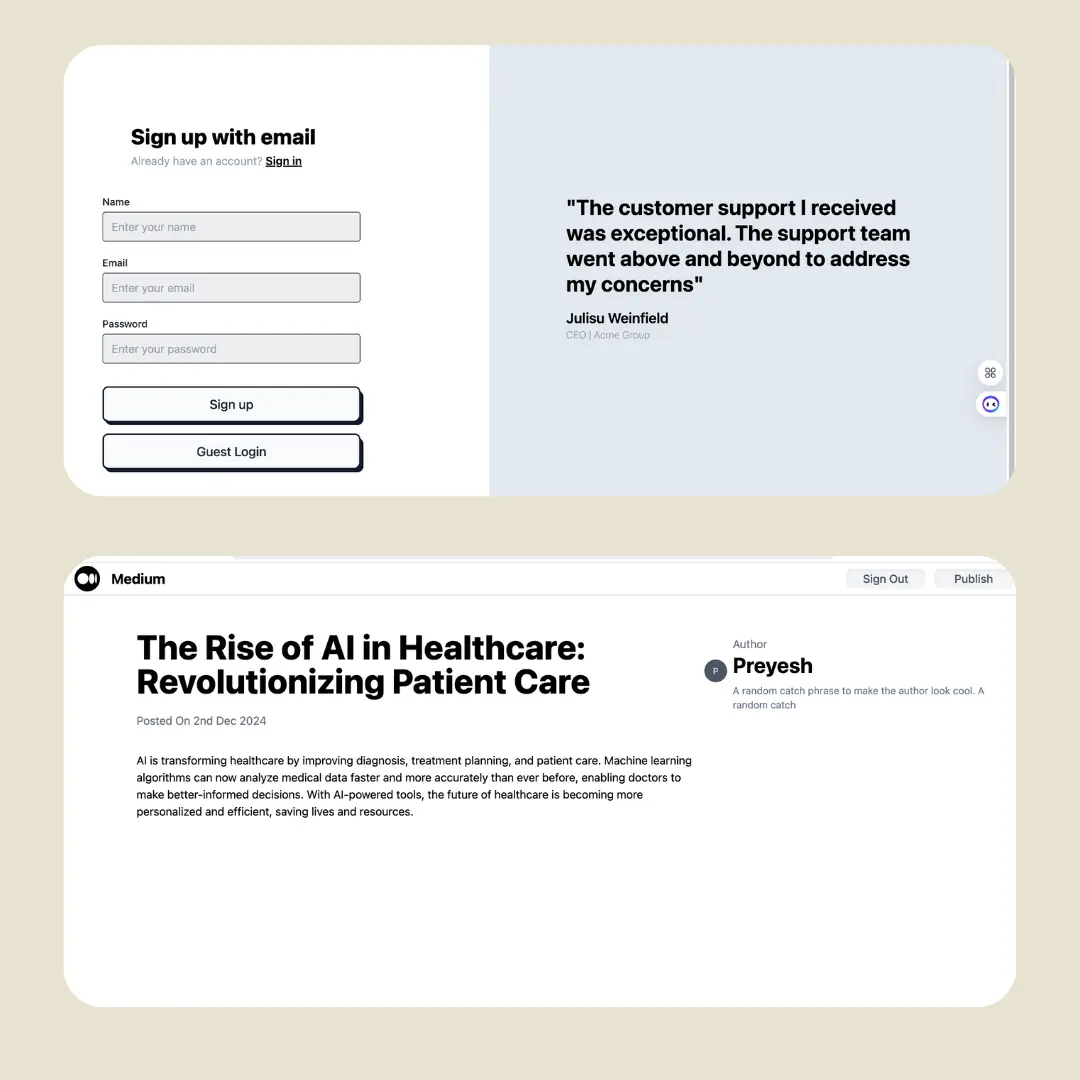 Sign up with email
Already have an account? Sign in
Name
Enter your name
Email
Enter your email
Password
Enter your password
Sign up
Guest Login
"The customer support I received
was exceptional. The support team
went above and beyond to address
my concerns"
Julisu Weinfield
CEO | Acme Group
Medium
Sign Out
Publish
The Rise of AI in Healthcare:
Revolutionizing Patient Care
Posted On 2nd Dec 2024
AI is transforming healthcare by improving diagnosis, treatment planning, and patient care. Machine learning
algorithms can now analyze medical data faster and more accurately than ever before, enabling doctors to
make better-informed decisions. With AI-powered tools, the future of healthcare is becoming more
personalized and efficient, saving lives and resources.
Author
P
Preyesh
A random catch phrase to make the author look cool. A
random catch